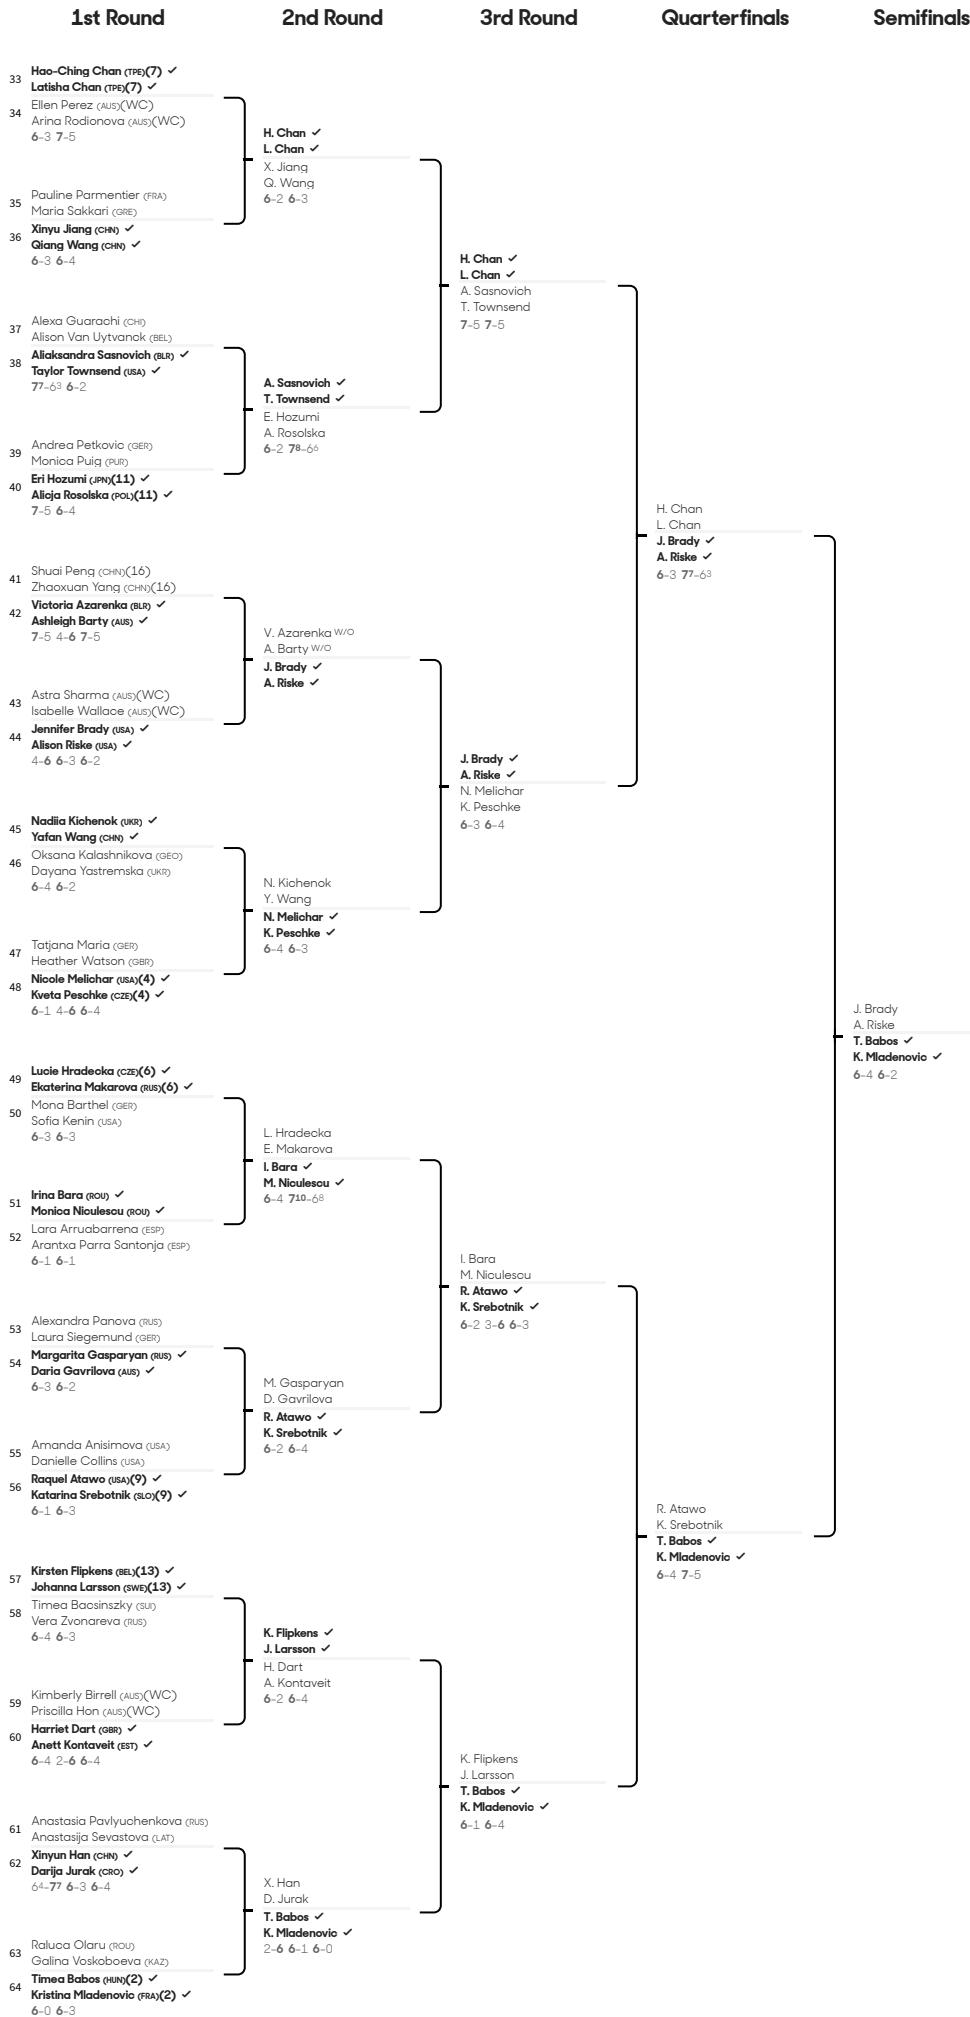 1st Round
2nd Round
3rd Round
Quarterfinals
Semifinals
33
Hao-Ching Chan (TPE)(7) ✓
Latisha Chan (TPE)(7) ✓
34
Ellen Perez (AUS)(WC)
Arina Rodionova (AUS)(WC)
6-3 7-5
35
Pauline Parmentier (FRA)
Maria Sakkari (GRE)
36
Xinyu Jiang (CHN) ✓
Qiang Wang (CHN) ✓
6-3 6-4
37
Alexa Guarachi (CHI)
Alison Van Uytvanck (BEL)
38
Aliaksandra Sasnovich (BLR) ✓
Taylor Townsend (USA) ✓
7⁷-6³ 6-2
39
Andrea Petkovic (GER)
Monica Puig (PUR)
40
Eri Hozumi (JPN)(11) ✓
Alicja Rosolska (POL)(11) ✓
7-5 6-4
41
Shuai Peng (CHN)(16)
Zhaoxuan Yang (CHN)(16)
42
Victoria Azarenka (BLR) ✓
Ashleigh Barty (AUS) ✓
7-5 4-6 7-5
43
Astra Sharma (AUS)(WC)
Isabelle Wallace (AUS)(WC)
44
Jennifer Brady (USA) ✓
Alison Riske (USA) ✓
4-6 6-3 6-2
45
Nadiia Kichenok (UKR) ✓
Yafan Wang (CHN) ✓
46
Oksana Kalashnikova (GEO)
Dayana Yastremska (UKR)
6-4 6-2
47
Tatjana Maria (GER)
Heather Watson (GBR)
48
Nicole Melichar (USA)(4) ✓
Kveta Peschke (CZE)(4) ✓
6-1 4-6 6-4
49
Lucie Hradecka (CZE)(6) ✓
Ekaterina Makarova (RUS)(6) ✓
50
Mona Barthel (GER)
Sofia Kenin (USA)
6-3 6-3
51
Irina Bara (ROU) ✓
Monica Niculescu (ROU) ✓
52
Lara Arruabarrena (ESP)
Arantxa Parra Santonja (ESP)
6-1 6-1
53
Alexandra Panova (RUS)
Laura Siegemund (GER)
54
Margarita Gasparyan (RUS) ✓
Daria Gavrilova (AUS) ✓
6-3 6-2
55
Amanda Anisimova (USA)
Danielle Collins (USA)
56
Raquel Atawo (USA)(9) ✓
Katarina Srebotnik (SLO)(9) ✓
6-1 6-3
57
Kirsten Flipkens (BEL)(13) ✓
Johanna Larsson (SWE)(13) ✓
58
Timea Bacsinszky (SUI)
Vera Zvonareva (RUS)
6-4 6-3
59
Kimberly Birrell (AUS)(WC)
Priscilla Hon (AUS)(WC)
60
Harriet Dart (GBR) ✓
Anett Kontaveit (EST) ✓
6-4 2-6 6-4
61
Anastasia Pavlyuchenkova (RUS)
Anastasija Sevastova (LAT)
62
Xinyun Han (CHN) ✓
Darija Jurak (CRO) ✓
6⁴-7⁷ 6-3 6-4
63
Raluca Olaru (ROU)
Galina Voskoboeva (KAZ)
64
Timea Babos (HUN)(2) ✓
Kristina Mladenovic (FRA)(2) ✓
6-0 6-3
H. Chan ✓
L. Chan ✓
X. Jiang
Q. Wang
6-2 6-3
A. Sasnovich ✓
T. Townsend ✓
E. Hozumi
A. Rosolska
6-2 7⁸-6⁶
V. Azarenka W/O
A. Barty W/O
J. Brady ✓
A. Riske ✓
N. Kichenok
Y. Wang
N. Melichar ✓
K. Peschke ✓
6-4 6-3
L. Hradecka
E. Makarova
I. Bara ✓
M. Niculescu ✓
6-4 7¹⁰-6⁸
M. Gasparyan
D. Gavrilova
R. Atawo ✓
K. Srebotnik ✓
6-2 6-4
K. Flipkens ✓
J. Larsson ✓
H. Dart
A. Kontaveit
6-2 6-4
X. Han
D. Jurak
T. Babos ✓
K. Mladenovic ✓
2-6 6-1 6-0
H. Chan ✓
L. Chan ✓
A. Sasnovich
T. Townsend
7-5 7-5
J. Brady ✓
A. Riske ✓
N. Melichar
K. Peschke
6-3 6-4
I. Bara
M. Niculescu
R. Atawo ✓
K. Srebotnik ✓
6-2 3-6 6-3
K. Flipkens
J. Larsson
T. Babos ✓
K. Mladenovic ✓
6-1 6-4
H. Chan
L. Chan
J. Brady ✓
A. Riske ✓
6-3 7⁷-6³
R. Atawo
K. Srebotnik
T. Babos ✓
K. Mladenovic ✓
6-4 7-5
J. Brady
A. Riske
T. Babos ✓
K. Mladenovic ✓
6-4 6-2